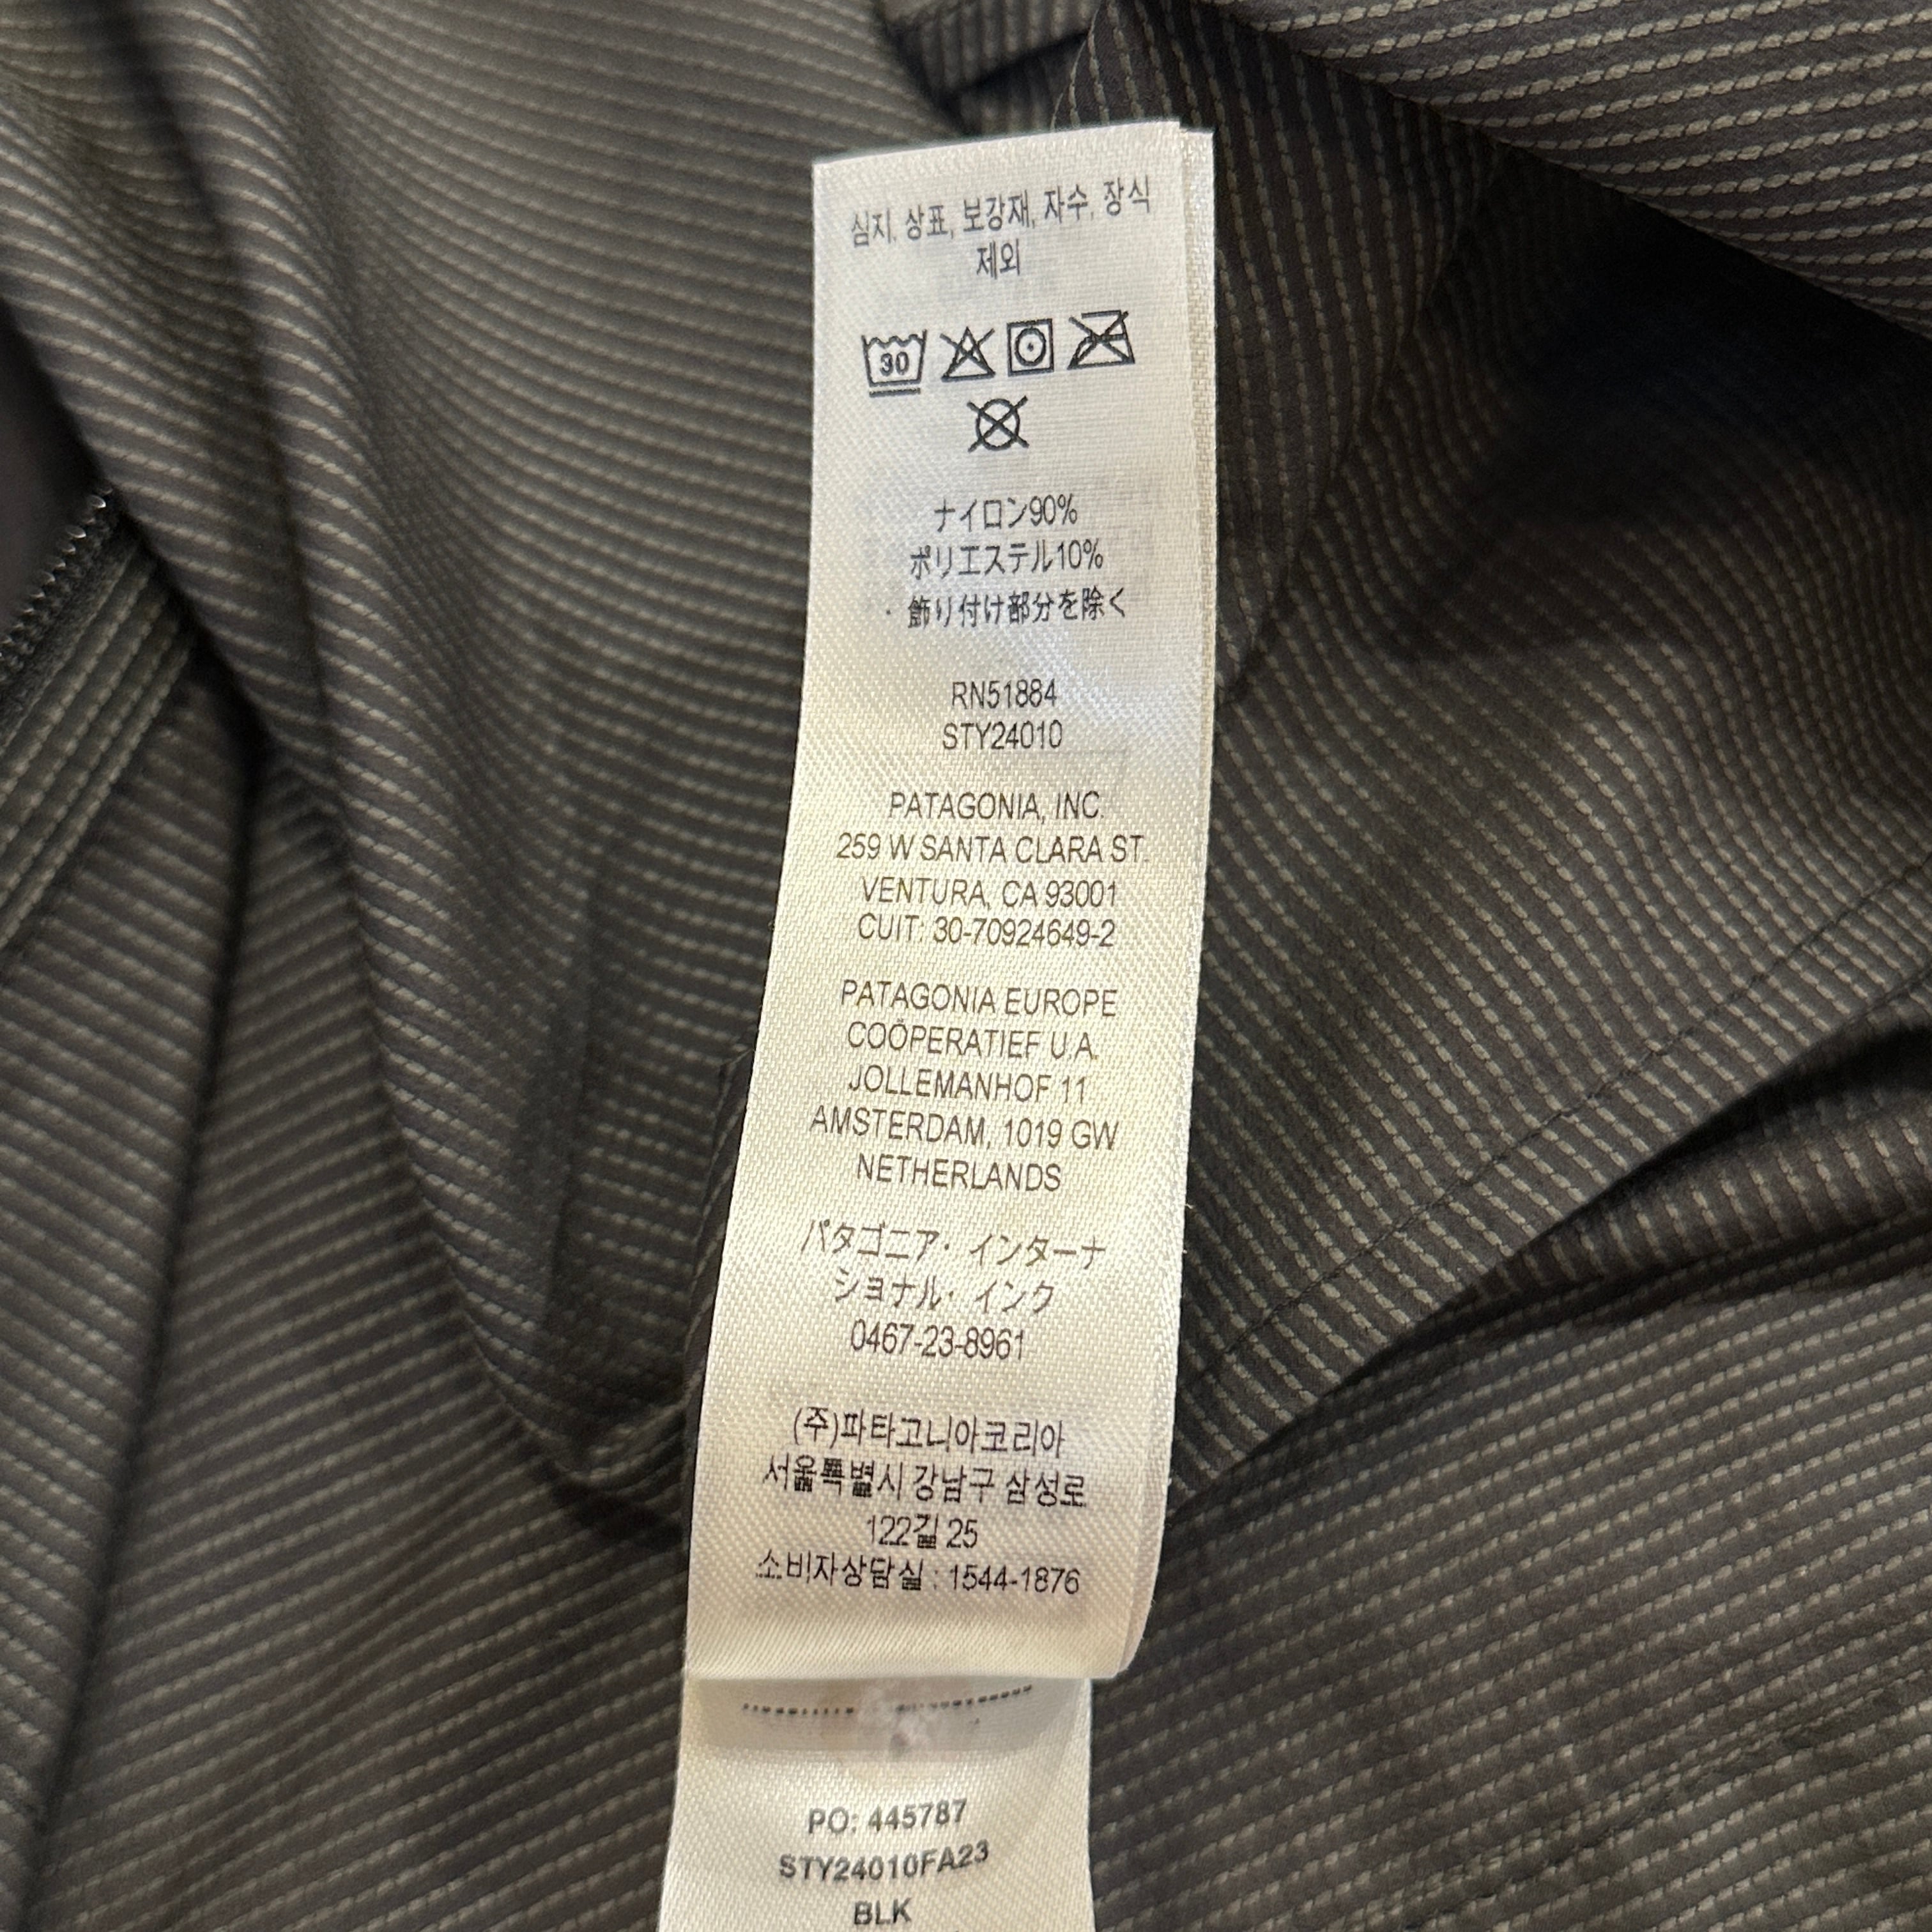 심지, 상표, 보강재, 자수, 장식
제외
30
ナイロン90%
ポリエステル10%
・飾り付け部分を除く
RN51884
STY24010
PATAGONIA, INC.
259 W SANTA CLARA ST.
VENTURA, CA 93001
CUIT: 30-70924649-2
PATAGONIA EUROPE
COÖPERATIEF U.A.
JOLLEMANHOF 11
AMSTERDAM, 1019 GW
NETHERLANDS
パタゴニア・インターナ
ショナル・インク
0467-23-8961
(주)파타고니아코리아
서울특별시 강남구 삼성로
122길 25
소비자상담실 : 1544-1876
PO: 445787
STY24010FA23
BLK